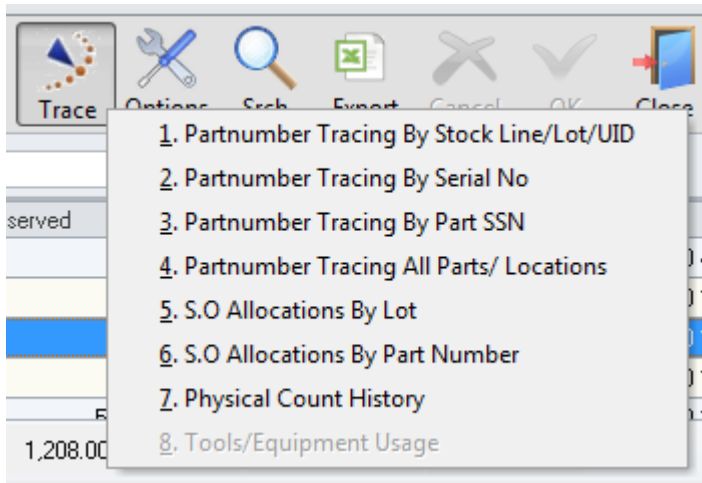 Trace Options Srch Export Cancel OK Close
1. Partnumber Tracing By Stock Line/Lot/UID
2. Partnumber Tracing By Serial No
served
3. Partnumber Tracing By Part SSN
4. Partnumber Tracing All Parts/ Locations
5. S.O Allocations By Lot
6. S.O Allocations By Part Number
7. Physical Count History
1,208.00
8. Tools/Equipment Usage